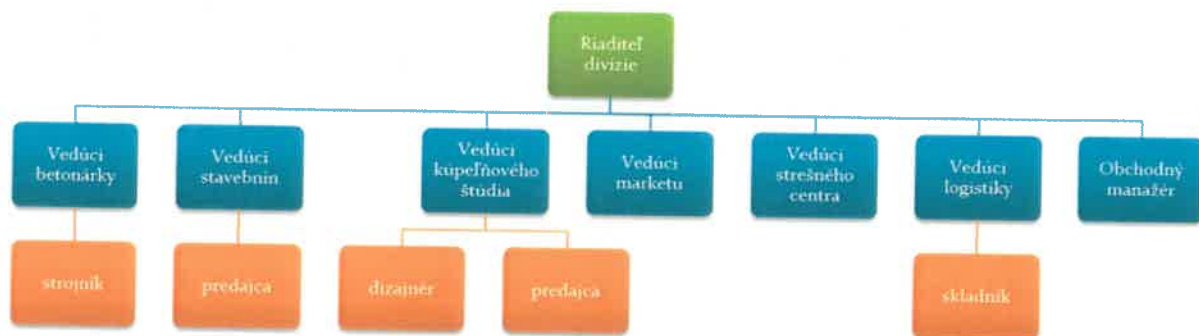 Riaditeľ
divízie
Vedúci
betonárky
Vedúci
stavebnín
Vedúci
kúpeľňového
štúdia
Vedúci
marketu
Vedúci
strešného
centra
Vedúci
logistiky
Obchodný
manažér
strojník
predajca
dizajnér
predajca
skladník